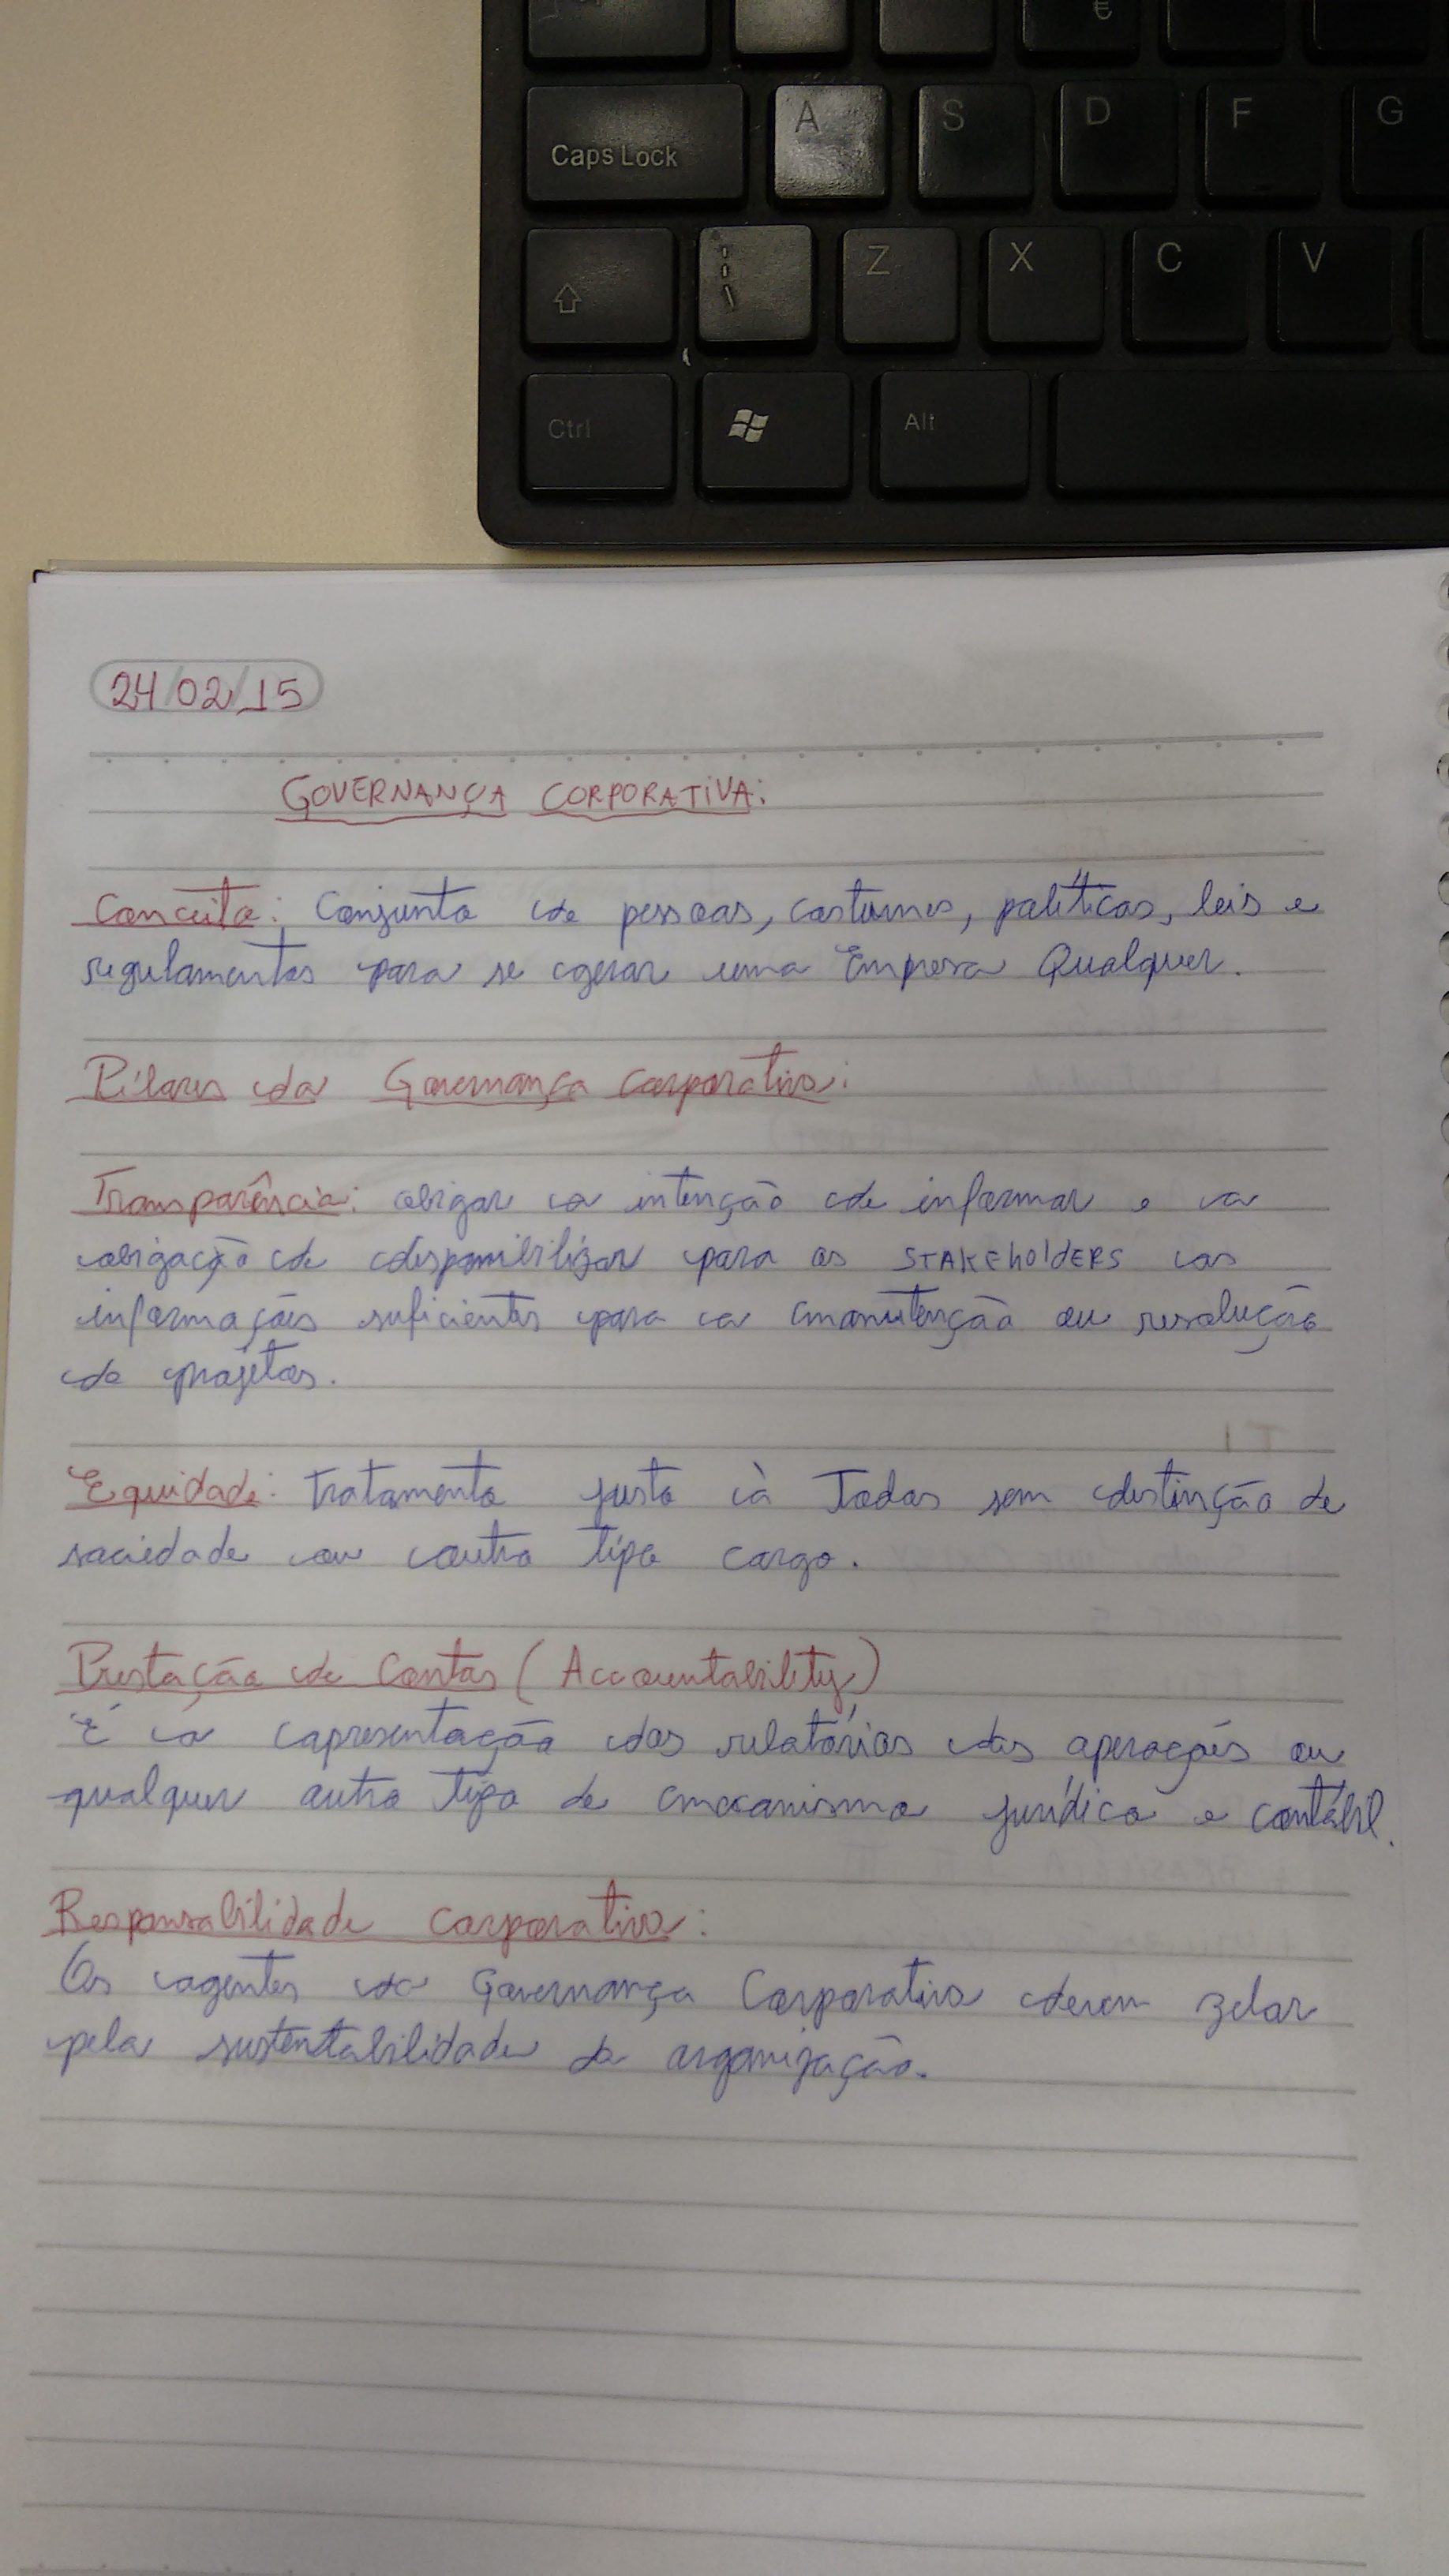 €
A S D F G
Caps Lock
Z X C V
Ctrl Alt
24/02/15
GOVERNANÇA CORPORATIVA:
Conceito: Conjunto de pessoas, costumes, políticas, leis e
regulamentos para se gerar uma Empresa Qualquer.
Pilares da Governança Corporativa:
Transparência: obrigar a intenção de informar e a
obrigação de disponibilizar para os STAKEHOLDERS as
informações suficientes para a manutenção ou resolução
de projetos.
Equidade: Tratamento justo à Todos sem distinção de
sociedade ou outro tipo cargo.
Prestação de Contas (Accountability)
É a apresentação dos relatórios das operações ou
qualquer outro tipo de mecanismo jurídico e contábil.
Responsabilidade Corporativa:
Os agentes da Governança Corporativa devem zelar
pela sustentabilidade da organização.